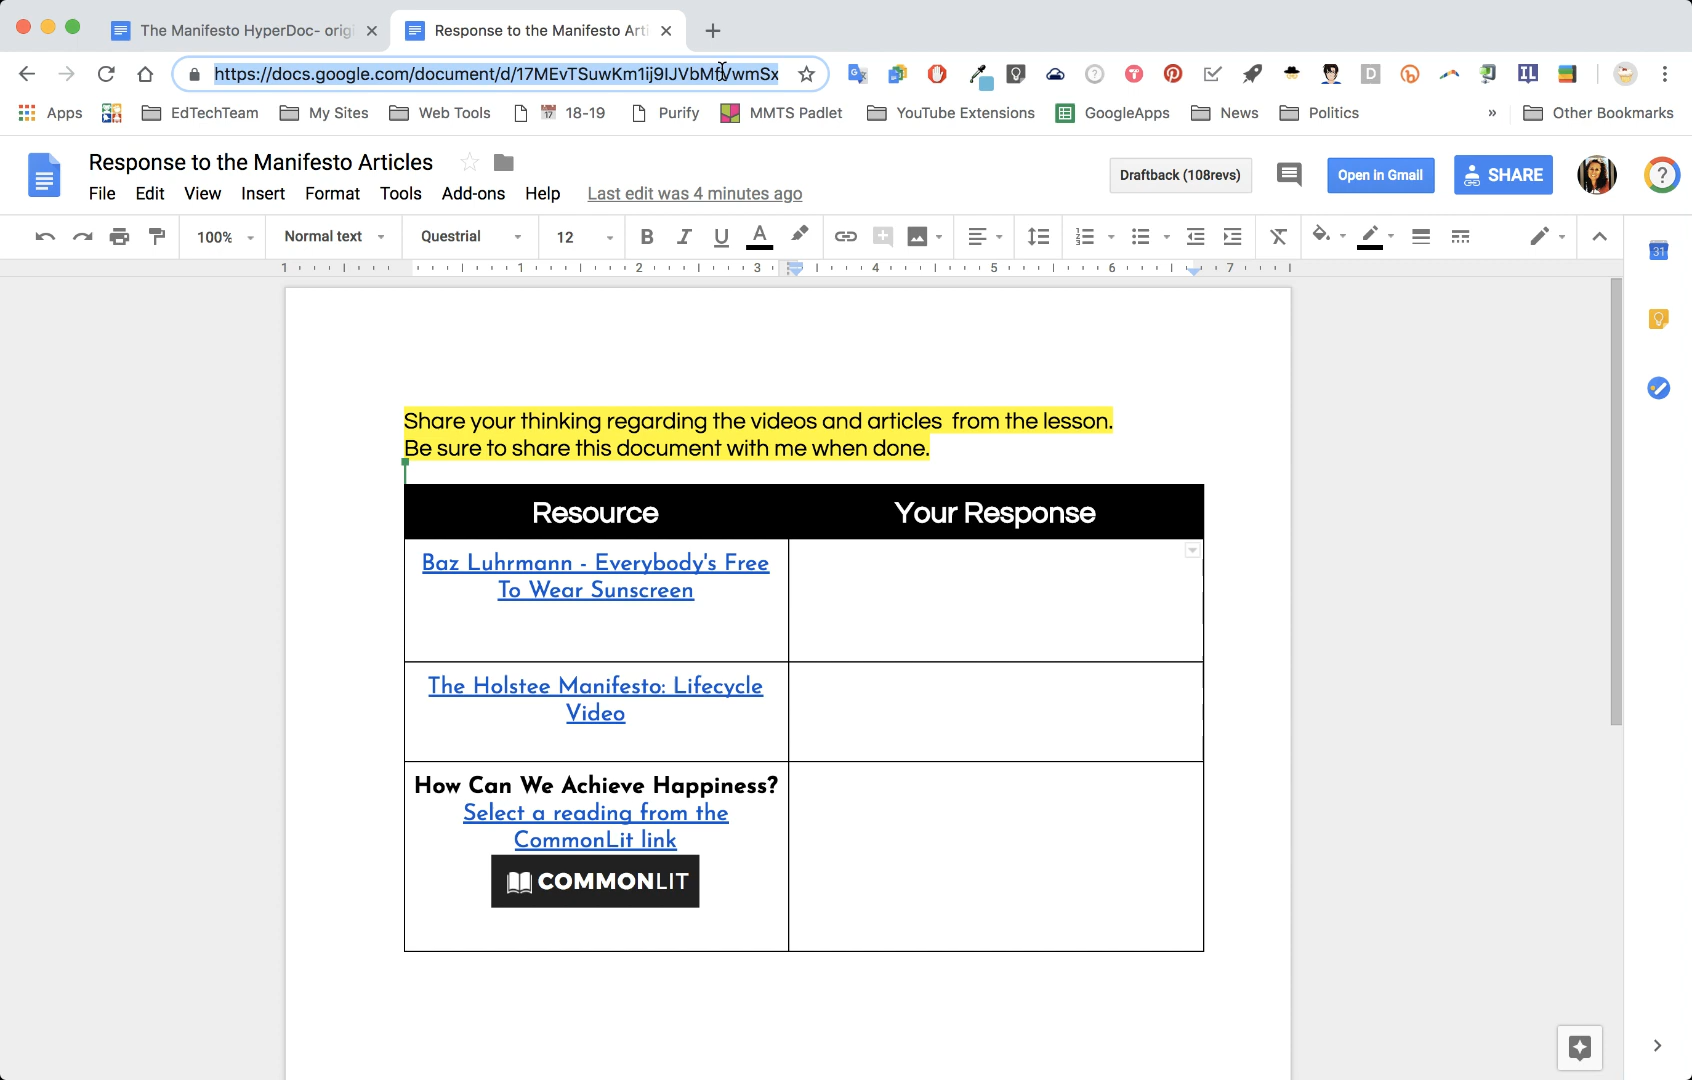 The Manifesto HyperDoc- orig
Response to the Manifesto Arti
https://docs.google.com/document/d/
Apps
EdTechTeam
My Sites
Web Tools
18-19
Purify
MMTS Padlet
YouTube Extensions
GoogleApps
News
Politics
»
Other Bookmarks
Response to the Manifesto Articles
File Edit View Insert Format Tools Add-ons Help Last edit was 4 minutes ago
Draftback (108revs)
Open in Gmail
SHARE
100% Normal text Questrial 12 B I U A
1 1 2 3 4 5 6 7
31
Share your thinking regarding the videos and articles from the lesson.
Be sure to share this document with me when done.
Resource
Your Response
Baz Luhrmann - Everybody's Free
To Wear Sunscreen
The Holstee Manifesto: Lifecycle
Video
How Can We Achieve Happiness?
Select a reading from the
CommonLit link
COMMONLIT